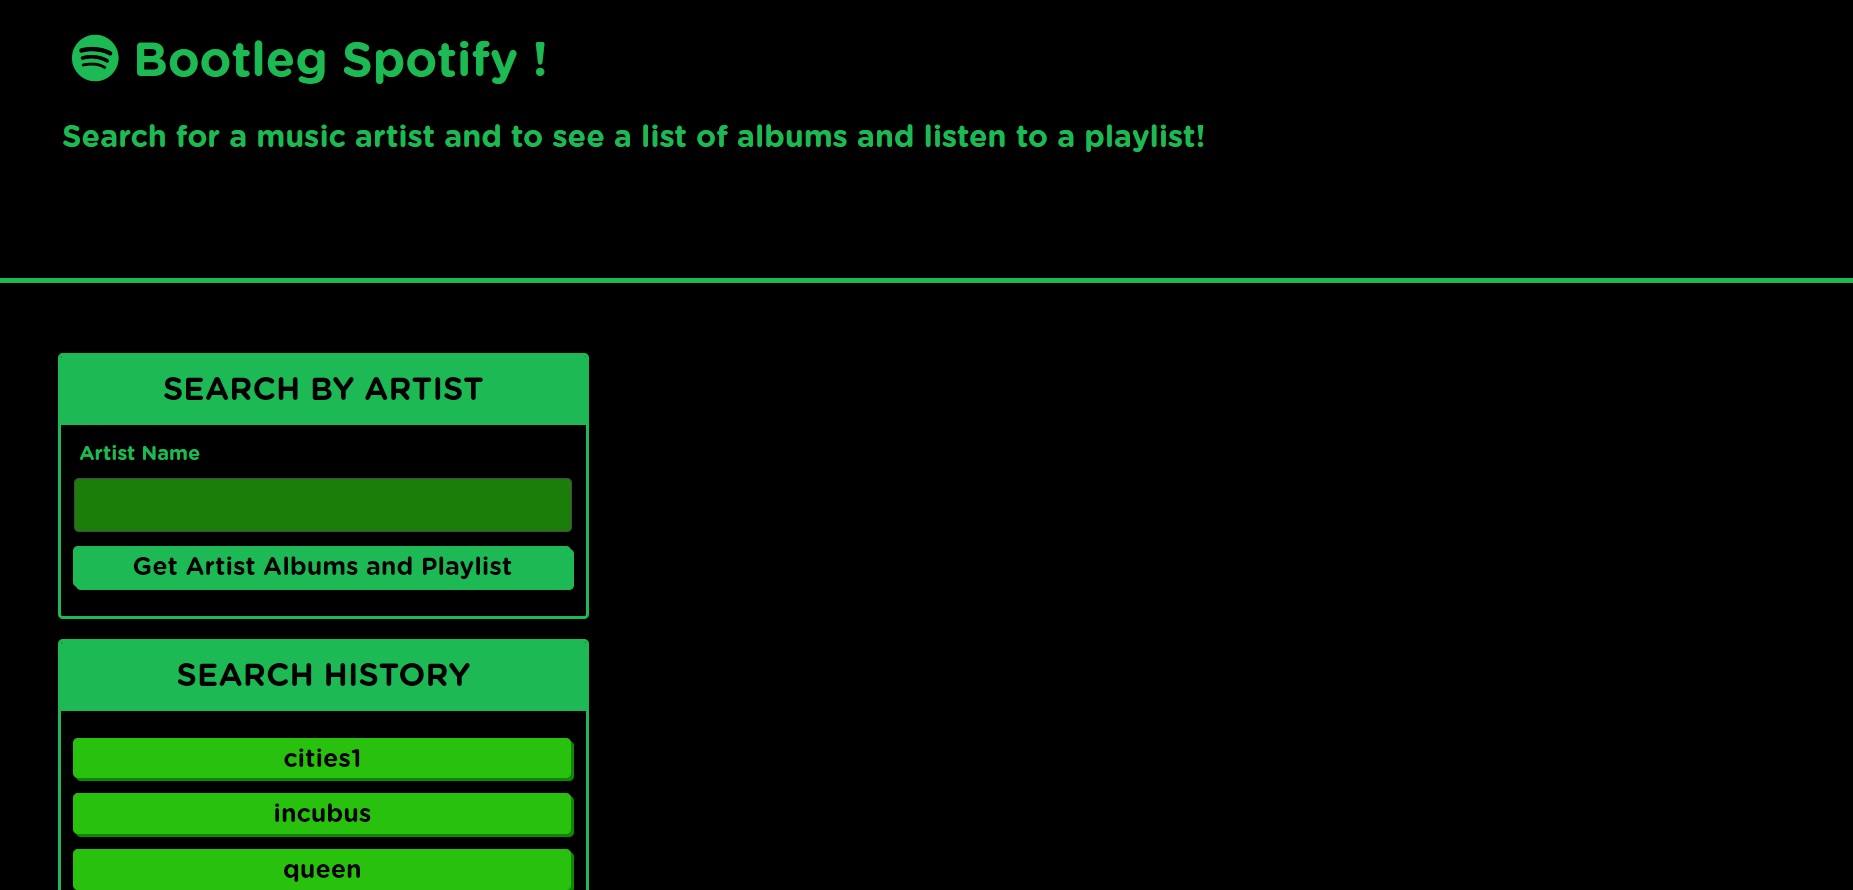 Bootleg Spotify !
Search for a music artist and to see a list of albums and listen to a playlist!
SEARCH BY ARTIST
Artist Name
Get Artist Albums and Playlist
SEARCH HISTORY
cities1
incubus
queen